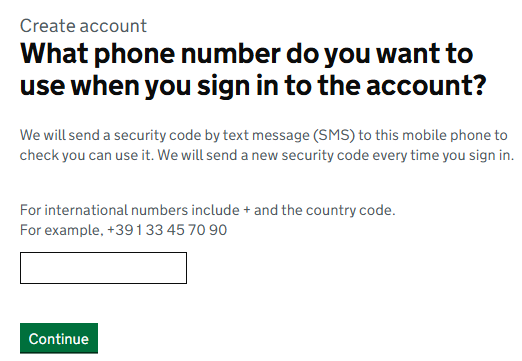 Create account
What phone number do you want to
use when you sign in to the account?
We will send a security code by text message (SMS) to this mobile phone to
check you can use it. We will send a new security code every time you sign in.
For international numbers include + and the country code.
For example, +39 1 33 45 70 90
Continue